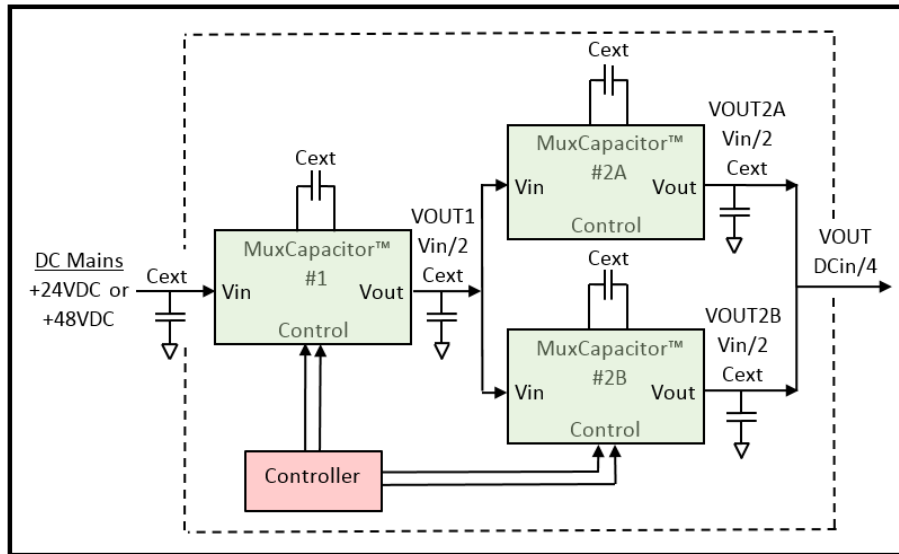 DC Mains
+24VDC or
+48VDC
Cext
Cext
MuxCapacitor™
#1
Vin
Vout
Control
VOUT1
Vin/2
Cext
Controller
Cext
MuxCapacitor™
#2A
Vin
Vout
Control
VOUT2A
Vin/2
Cext
Cext
MuxCapacitor™
#2B
Vin
Vout
Control
VOUT2B
Vin/2
Cext
VOUT
DCin/4